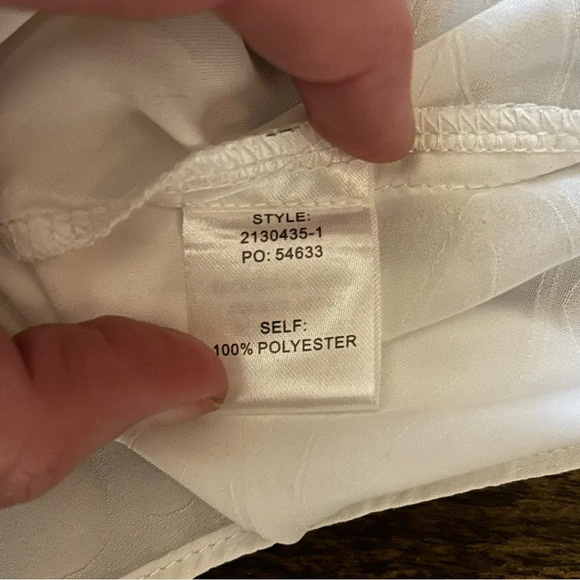 STYLE:
2130435-1
PO: 54633
SELF:
100% POLYESTER